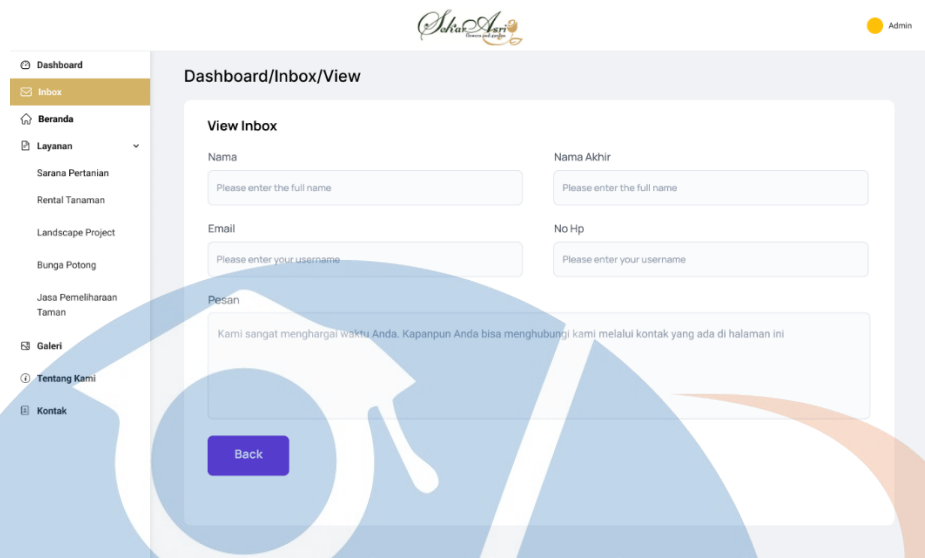 Sekar Asri
flowers and garden
Admin
Dashboard
Inbox
Beranda
Layanan
Sarana Pertanian
Rental Tanaman
Landscape Project
Bunga Potong
Jasa Pemeliharaan
Taman
Galeri
Tentang Kami
Kontak
Dashboard/Inbox/View
View Inbox
Nama
Nama Akhir
Please enter the full name
Please enter the full name
Email
No Hp
Please enter your username
Please enter your username
Pesan
Kami sangat menghargai waktu Anda. Kapanpun Anda bisa menghubungi kami melalui kontak yang ada di halaman ini
Back